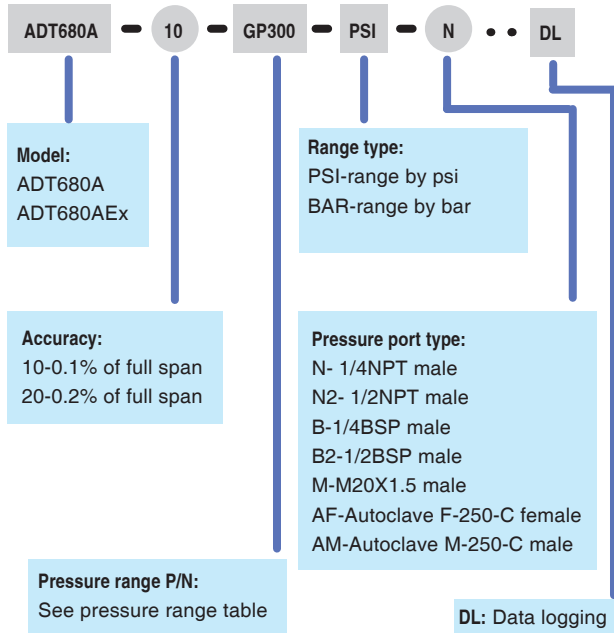 ADT680A - 10 - GP300 - PSI - N •• DL
Model:
ADT680A
ADT680AEx
Range type:
PSI-range by psi
BAR-range by bar
Accuracy:
10-0.1% of full span
20-0.2% of full span
Pressure port type:
N- 1/4NPT male
N2- 1/2NPT male
B-1/4BSP male
B2-1/2BSP male
M-M20X1.5 male
AF-Autoclave F-250-C female
AM-Autoclave M-250-C male
Pressure range P/N:
See pressure range table
DL: Data logging